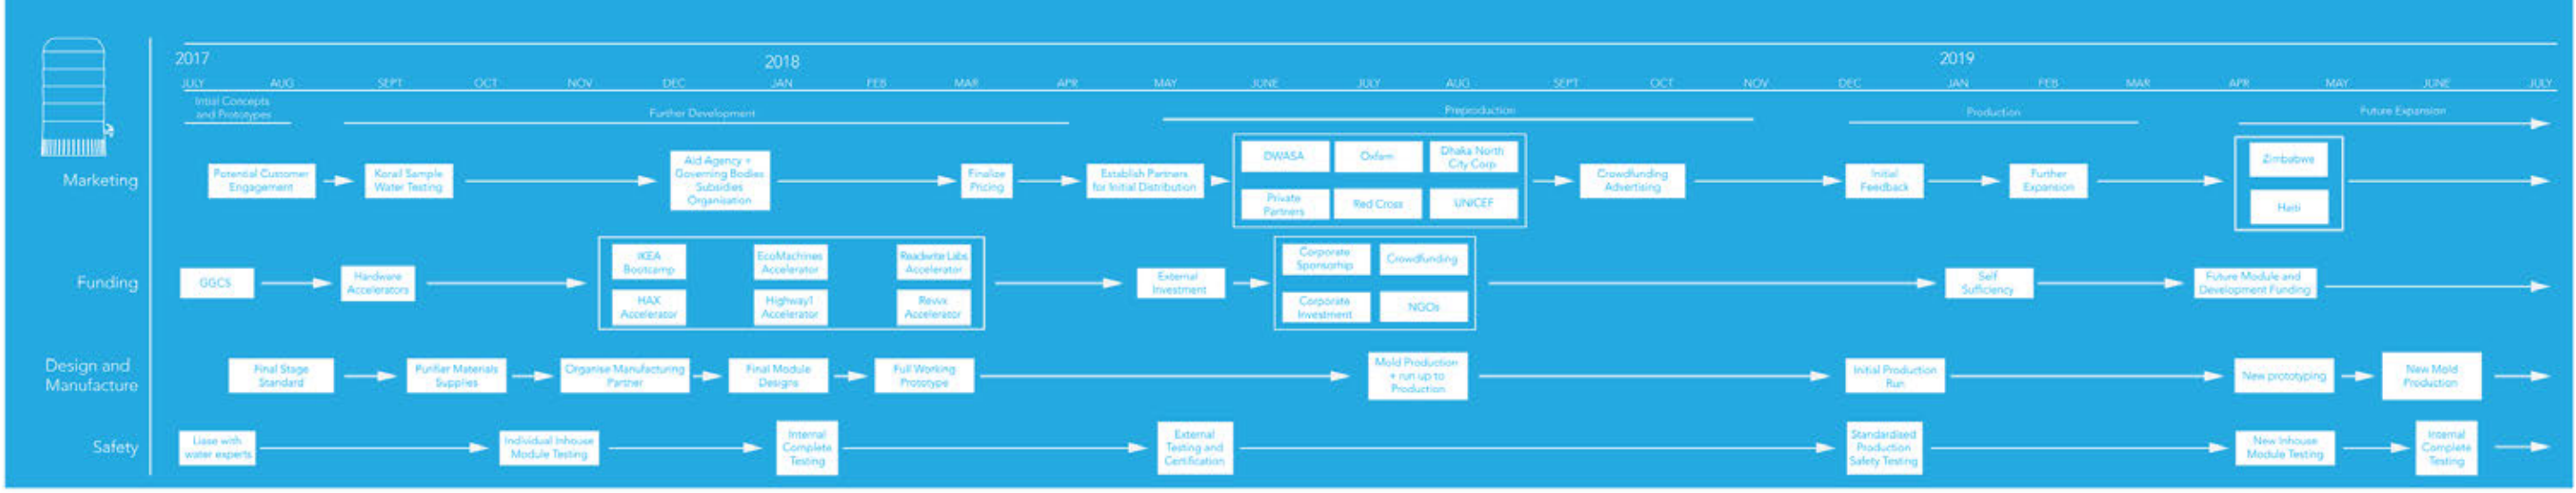 2017
2018
2019
JULY AUG SEPT OCT NOV DEC JAN FEB MAR APR MAY JUNE JULY AUG SEPT OCT NOV DEC JAN FEB MAR APR MAY JUNE JULY
Intial Concepts
and Prototypes
Further Development
Preproduction
Production
Future Expansion
Marketing
Potential Customer
Engagement
Korail Sample
Water Testing
Aid Agency +
Governing Bodies
Subsidies
Organisation
Finalize
Pricing
Establish Partners
for Initial Distribution
DWASA
Oxfam
Dhaka North
City Corp
Private
Partners
Red Cross
UNICEF
Crowdfunding
Advertising
Initial
Feedback
Further
Expansion
Zimbabwe
Haiti
Funding
GGCS
Hardware
Accelerators
IKEA
Bootcamp
EcoMachines
Accelerator
Readwrite Labs
Accelerator
HAX
Accelerator
Highway1
Accelerator
Revvx
Accelerator
External
Investment
Corporate
Sponsorhip
Crowdfunding
Corporate
Investment
NGOs
Self
Sufficiency
Future Module and
Development Funding
Design and
Manufacture
Final Stage
Standard
Purifier Materials
Supplies
Organise Manufacturing
Partner
Final Module
Designs
Full Working
Prototype
Mold Production
+ run up to
Production
Initial Production
Run
New prototyping
New Mold
Production
Safety
Liase with
water experts
Individual Inhouse
Module Testing
Internal
Complete
Testing
External
Testing and
Certification
Standardised
Production
Safety Testing
New Inhouse
Module Testing
Internal
Complete
Testing